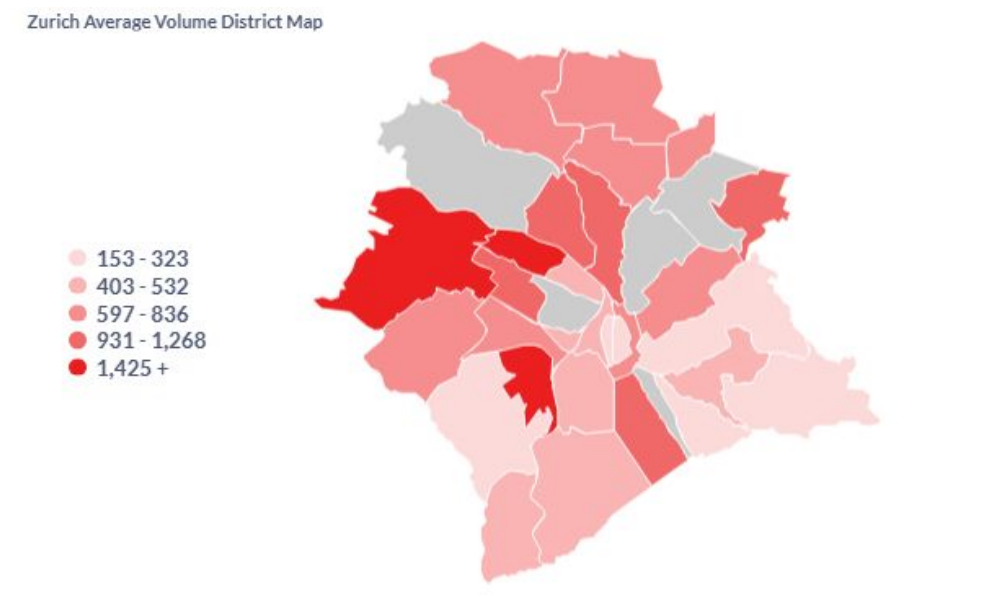 Zurich Average Volume District Map
153 - 323
403 - 532
597 - 836
931 - 1,268
1,425 +